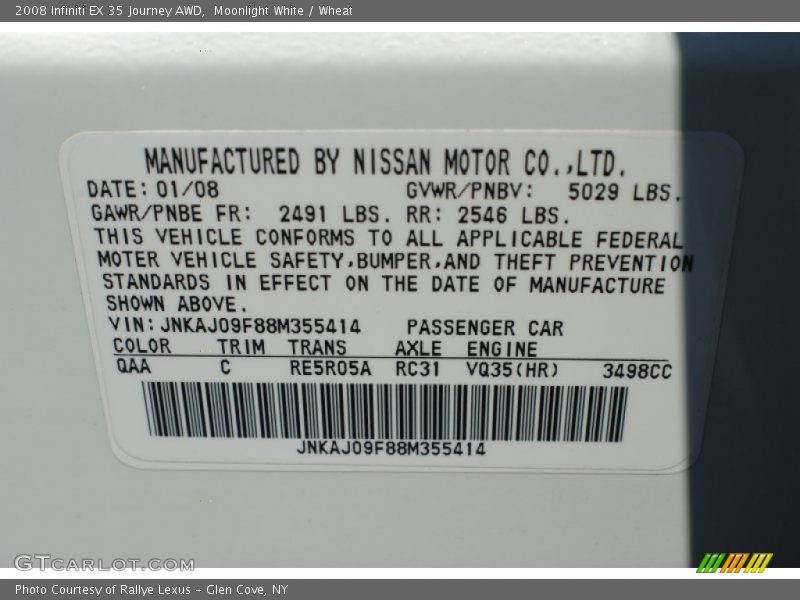 2008 Infiniti EX 35 Journey AWD,  Moonlight White / Wheat
MANUFACTURED BY NISSAN MOTOR CO.,LTD.
DATE: 01/08 GVWR/PNBV: 5029 LBS.
GAWR/PNBE FR: 2491 LBS. RR: 2546 LBS.
THIS VEHICLE CONFORMS TO ALL APPLICABLE FEDERAL
MOTER VEHICLE SAFETY,BUMPER,AND THEFT PREVENTION
STANDARDS IN EFFECT ON THE DATE OF MANUFACTURE
SHOWN ABOVE.
VIN: JNKAJ09F88M355414 PASSENGER CAR
COLOR TRIM TRANS AXLE ENGINE
QAA C RE5R05A RC31 VQ35(HR) 3498CC
JNKAJ09F88M355414
GTCARLOT.COM
Photo Courtesy of Rallye Lexus - Glen Cove, NY